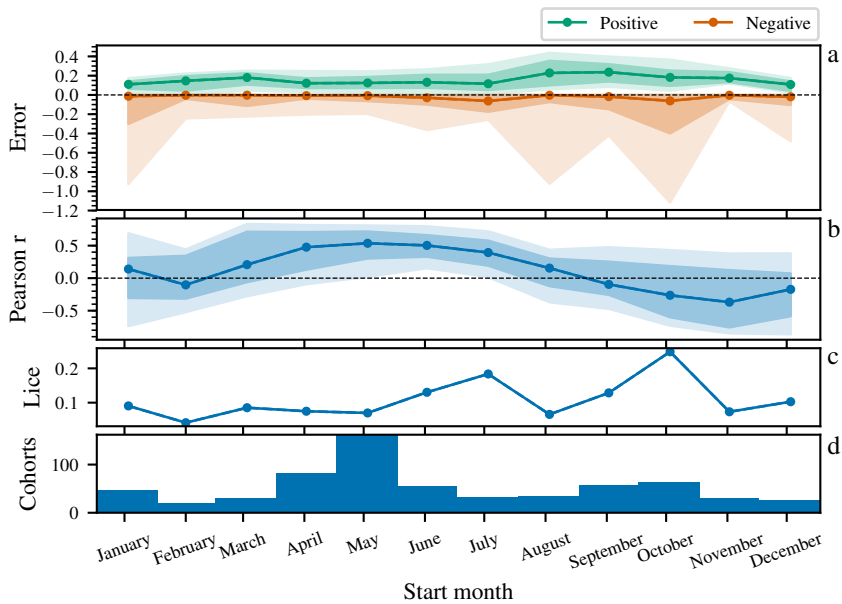 Positive Negative
a
0.4
0.2
0.0
−0.2
−0.4
−0.6
−0.8
−1.0
−1.2
Error
b
0.5
0.0
−0.5
Pearson r
c
0.2
0.1
Lice
d
100
0
Cohorts
January February March April May June July August September October November December
Start month